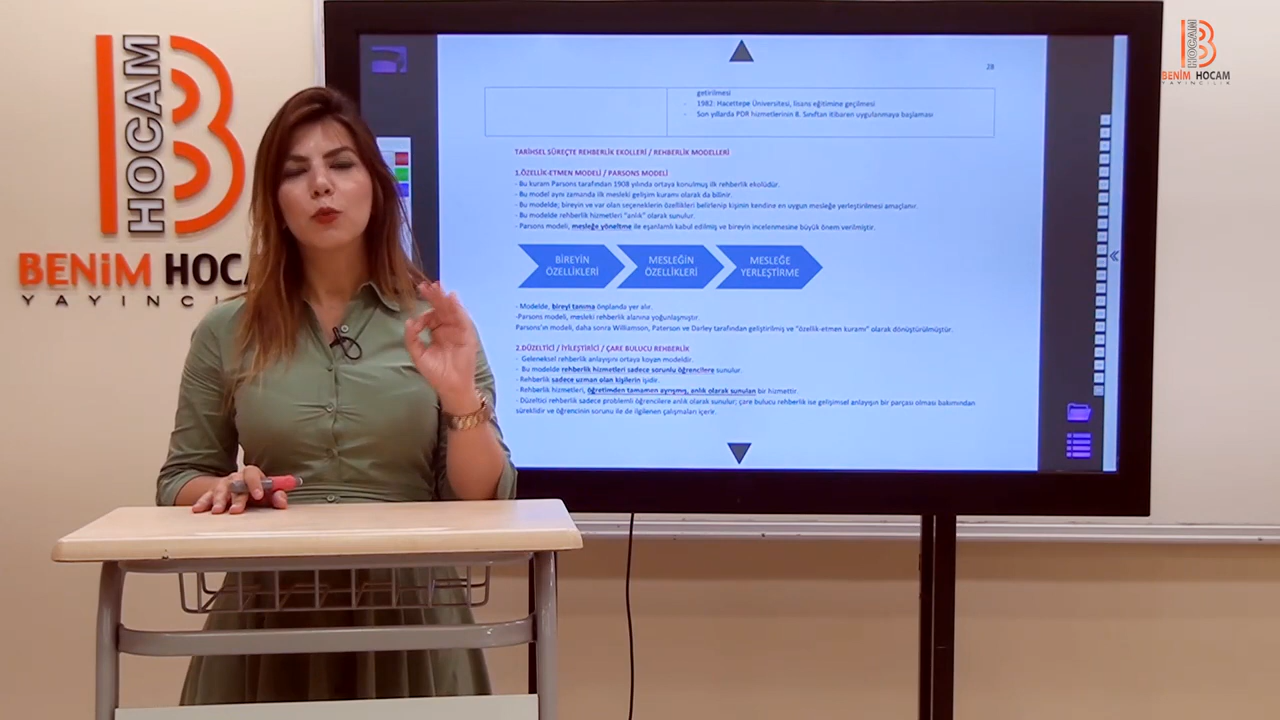 HOCAM
B
BENİM HOCAM
YAYINC
HOCAM
BENİM HOCAM
YAYINCILIK
28
getirilmesi
- 1982: Hacettepe Üniversitesi, lisans eğitimine geçilmesi
- Son yıllarda PDR hizmetlerinin 8. Sınıftan itibaren uygulanmaya başlaması
TARİHSEL SÜREÇTE REHBERLİK EKOLLERİ / REHBERLİK MODELLERİ
1.ÖZELLİK-ETMEN MODELİ / PARSONS MODELİ
- Bu kuram Parsons tarafından 1908 yılında ortaya konulmuş ilk rehberlik ekolüdür.
- Bu model aynı zamanda ilk mesleki gelişim kuramı olarak da bilinir.
- Bu modelde; bireyin ve var olan seçeneklerin özellikleri belirlenip kişinin kendine en uygun mesleğe yerleştirilmesi amaçlanır.
- Bu modelde rehberlik hizmetleri "anlık" olarak sunulur.
- Parsons modeli, mesleğe yöneltme ile eşanlamlı kabul edilmiş ve bireyin incelenmesine büyük önem verilmiştir.
BİREYİN ÖZELLİKLERİ
MESLEĞİN ÖZELLİKLERİ
MESLEĞE YERLEŞTİRME
- Modelde, bireyi tanıma önplanda yer alır.
-Parsons modeli, mesleki rehberlik alanına yoğunlaşmıştır.
Parsons'ın modeli, daha sonra Williamson, Paterson ve Darley tarafından geliştirilmiş ve "özellik-etmen kuramı" olarak dönüştürülmüştür.
2.DÜZELTİCİ / İYİLEŞTİRİCİ / ÇARE BULUCU REHBERLİK
- Geleneksel rehberlik anlayışını ortaya koyan modeldir.
- Bu modelde rehberlik hizmetleri sadece sorunlu öğrencilere sunulur.
- Rehberlik sadece uzman olan kişilerin işidir.
- Rehberlik hizmetleri, öğretimden tamamen ayrışmış, anlık olarak sunulan bir hizmettir.
- Düzeltici rehberlik sadece problemli öğrencilere anlık olarak sunulur; çare bulucu rehberlik ise gelişimsel anlayışın bir parçası olması bakımından
süreklidir ve öğrencinin sorunu ile de ilgilenen çalışmaları içerir.